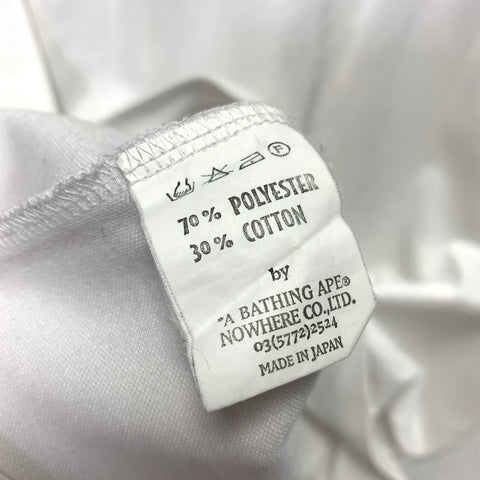 F
70% POLYESTER
30% COTTON
by
"A BATHING APE®
NOWHERE CO.,LTD.
03(5772)2524
MADE IN JAPAN